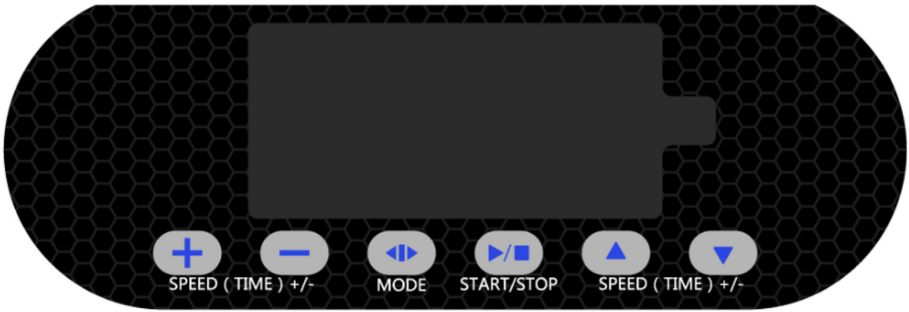 SPEED ( TIME ) +/-
MODE
START/STOP
SPEED ( TIME ) +/-